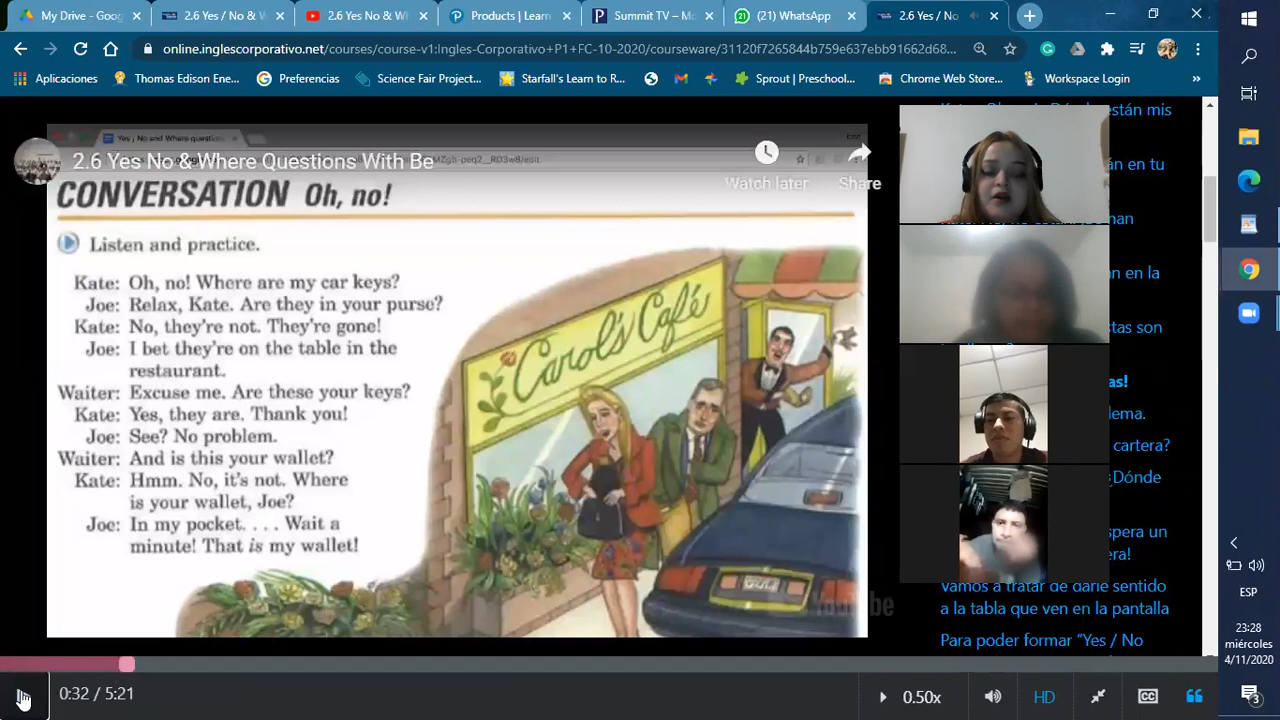 My Drive - Goog
2.6 Yes / No & W
2.6 Yes No & Wh
Products | Learn
Summit TV – Mo
(21) WhatsApp
2.6 Yes / No
online.inglescorporativo.net/courses/course-v1:Ingles-Corporativo+P1+FC-10-2020/courseware/31120f7265844b759e637ebb91662d68...
Aplicaciones
Thomas Edison Ene...
Preferencias
Science Fair Project...
Starfall's Learn to R...
Sprout | Preschool...
Chrome Web Store...
Workspace Login
»
Yes / No and Where question
2.6 Yes No & Where Questions With Be
Watch later
Share
CONVERSATION Oh, no!
Listen and practice.
Kate: Oh, no! Where are my car keys?
Joe: Relax, Kate. Are they in your purse?
Kate: No, they're not. They're gone!
Joe: I bet they're on the table in the
restaurant.
Waiter: Excuse me. Are these your keys?
Kate: Yes, they are. Thank you!
Joe: See? No problem.
Waiter: And is this your wallet?
Kate: Hmm. No, it's not. Where
is your wallet, Joe?
Joe: In my pocket. . . . Wait a
minute! That is my wallet!
Carol's Café
están mis
án en tu
nan
án en la
stas son
as!
lema.
cartera?
¿Dónde
spera un
era!
Vamos a tratar de darle sentido
a la tabla que ven en la pantalla
Para poder formar “Yes / No
0:32 / 5:21
0.50x
HD
CC
ESP
23:28
miércoles
4/11/2020
3